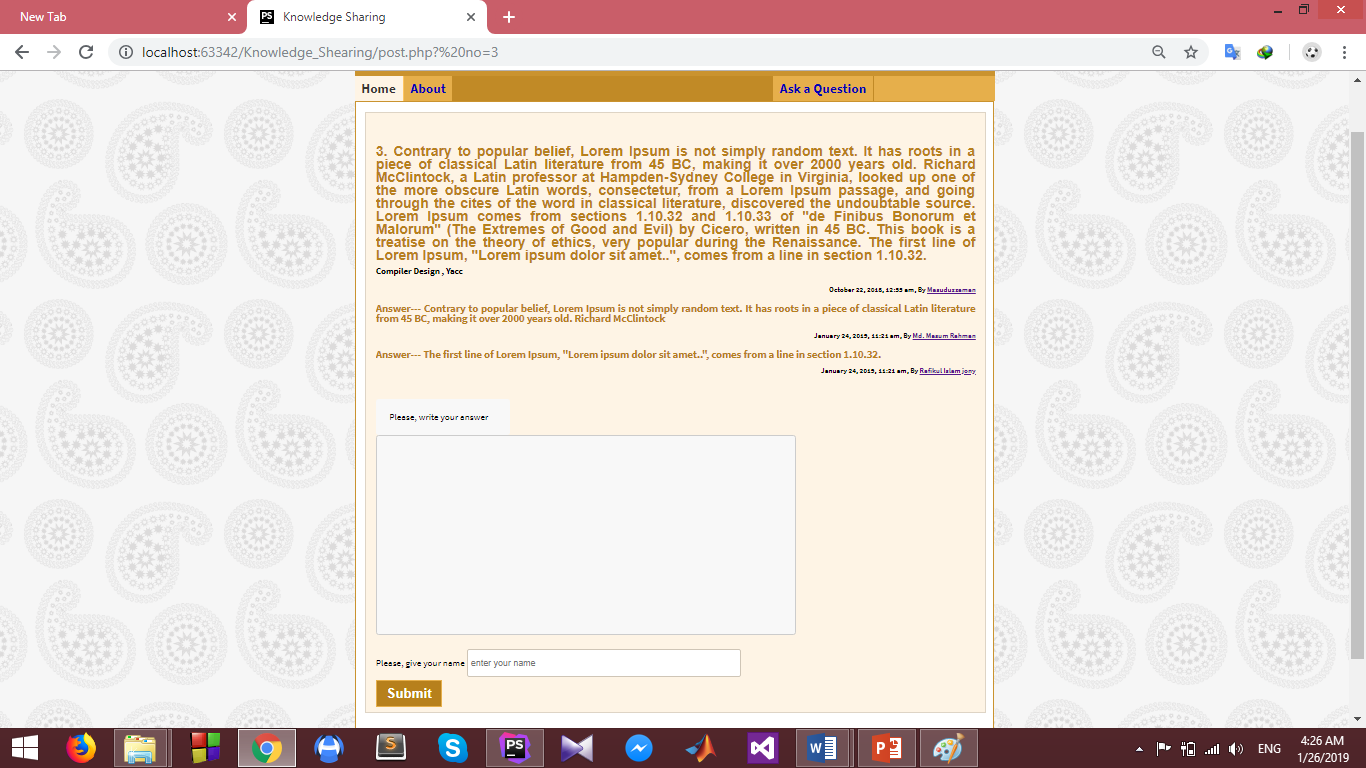 New Tab
Knowledge Sharing
localhost:63342/Knowledge_Shearing/post.php?%20no=3
Home About Ask a Question
3. Contrary to popular belief, Lorem Ipsum is not simply random text. It has roots in a
piece of classical Latin literature from 45 BC, making it over 2000 years old. Richard
McClintock, a Latin professor at Hampden-Sydney College in Virginia, looked up one of
the more obscure Latin words, consectetur, from a Lorem Ipsum passage, and going
through the cites of the word in classical literature, discovered the undoubtable source.
Lorem Ipsum comes from sections 1.10.32 and 1.10.33 of "de Finibus Bonorum et
Malorum" (The Extremes of Good and Evil) by Cicero, written in 45 BC. This book is a
treatise on the theory of ethics, very popular during the Renaissance. The first line of
Lorem Ipsum, "Lorem ipsum dolor sit amet..", comes from a line in section 1.10.32.
Compiler Design , Yacc
October 22, 2018, 12:55 am, By Masuduzzaman
Answer--- Contrary to popular belief, Lorem Ipsum is not simply random text. It has roots in a piece of classical Latin literature
from 45 BC, making it over 2000 years old. Richard McClintock
January 24, 2019, 11:21 am, By Md. Masum Rahman
Answer--- The first line of Lorem Ipsum, "Lorem ipsum dolor sit amet..", comes from a line in section 1.10.32.
January 24, 2019, 11:21 am, By Rafikul Islam jony
Please, write your answer
Please, give your name enter your name
Submit
ENG
4:26 AM
1/26/2019